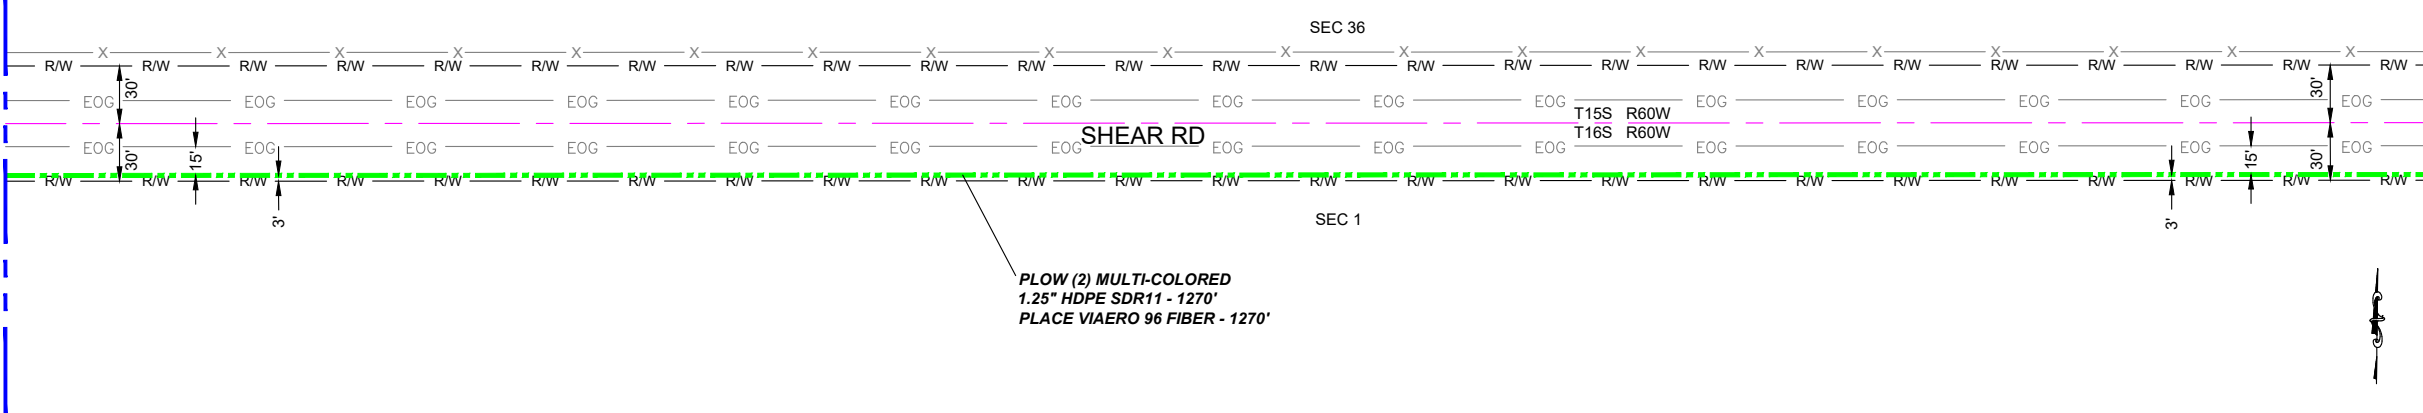 SEC 36
X X X X X X X X X X X X X X X X X X X X
R/W R/W R/W R/W R/W R/W R/W R/W R/W R/W R/W R/W R/W R/W R/W R/W R/W R/W R/W R/W R/W R/W R/W R/W R/W
30' 30'
EOG EOG EOG EOG EOG EOG EOG EOG EOG EOG EOG EOG EOG EOG EOG
T15S R60W
SHEAR RD
T16S R60W
EOG EOG EOG EOG EOG EOG EOG EOG EOG EOG EOG EOG EOG EOG EOG
30' 15' 15' 30'
R/W R/W R/W R/W R/W R/W R/W R/W R/W R/W R/W R/W R/W R/W R/W R/W R/W R/W R/W R/W R/W R/W R/W R/W R/W
3' 3'
SEC 1
PLOW (2) MULTI-COLORED
1.25" HDPE SDR11 - 1270'
PLACE VIAERO 96 FIBER - 1270'